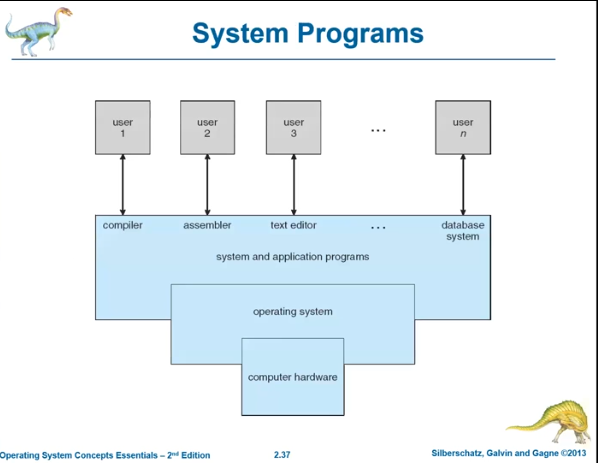 System Programs
user
1
user
2
user
3
...
user
n
compiler
assembler
text editor
...
database
system
system and application programs
operating system
computer hardware
Operating System Concepts Essentials – 2nd Edition
2.37
Silberschatz, Galvin and Gagne ©2013